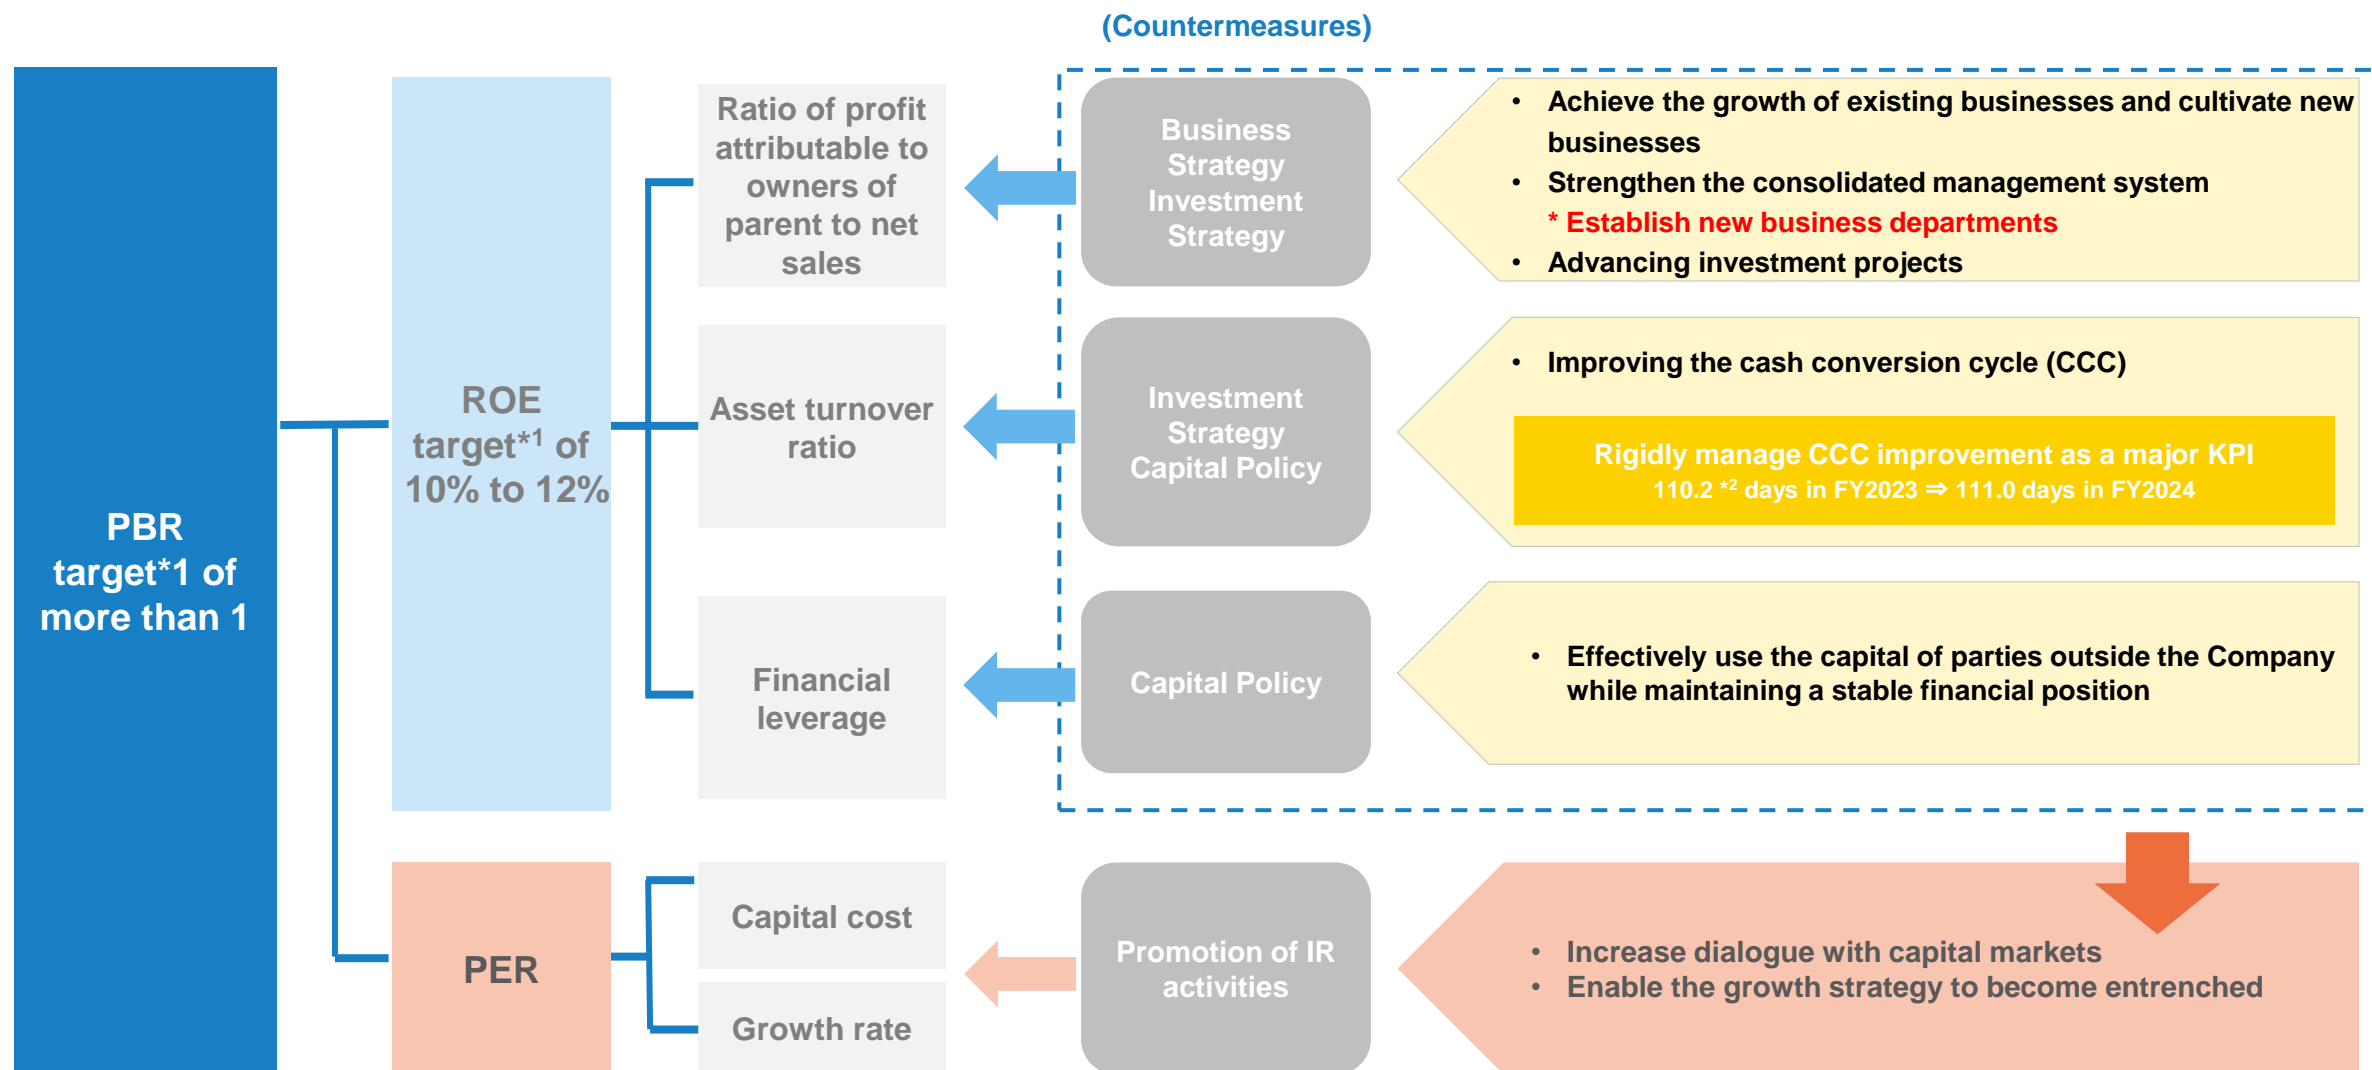 (Countermeasures)
PBR
target*1 of
more than 1
ROE
target*1 of
10% to 12%
Ratio of profit
attributable to
owners of
parent to net
sales
Business
Strategy
Investment
Strategy
• Achieve the growth of existing businesses and cultivate new
businesses
• Strengthen the consolidated management system
* Establish new business departments
• Advancing investment projects
Asset turnover
ratio
Investment
Strategy
Capital Policy
• Improving the cash conversion cycle (CCC)
Rigidly manage CCC improvement as a major KPI
110.2 *2 days in FY2023 ⇒ 111.0 days in FY2024
Financial
leverage
Capital Policy
• Effectively use the capital of parties outside the Company
while maintaining a stable financial position
PER
Capital cost
Growth rate
Promotion of IR
activities
• Increase dialogue with capital markets
• Enable the growth strategy to become entrenched